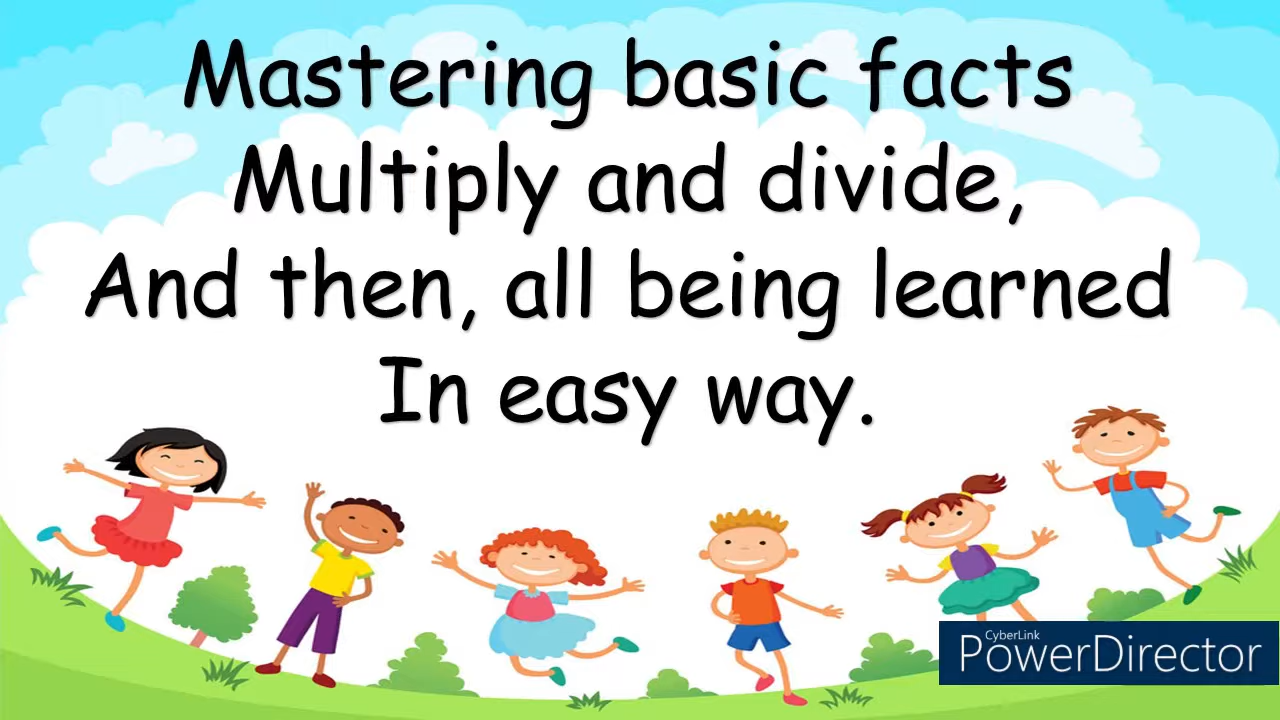 Mastering basic facts
Multiply and divide,
And then, all being learned
In easy way.
CyberLink
PowerDirector